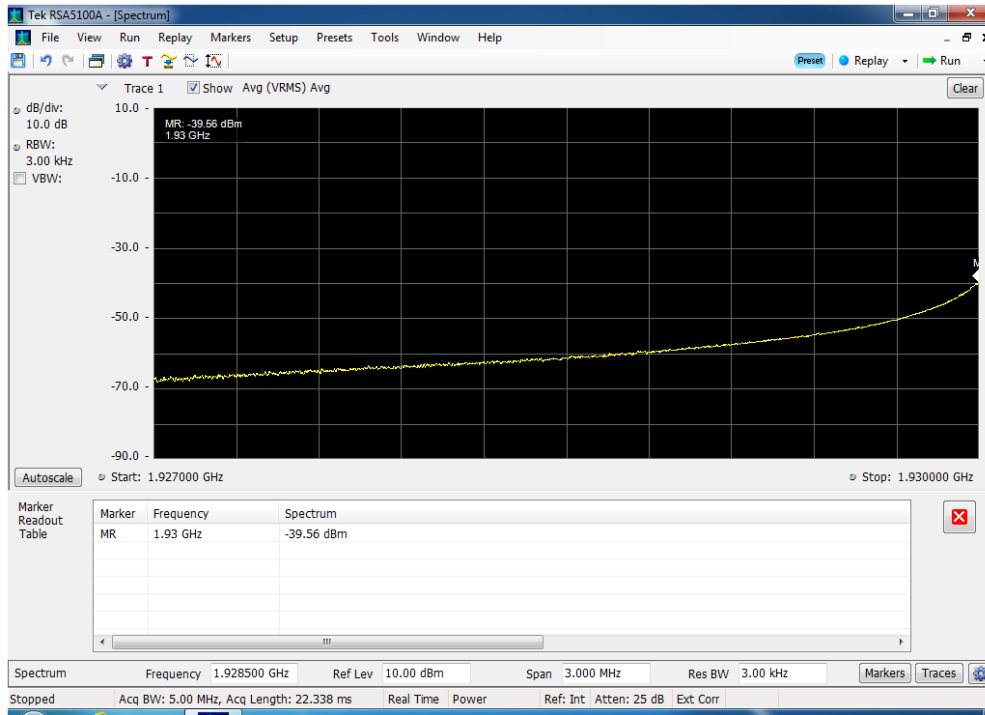 Tek RSA5100A - [Spectrum]
File View Run Replay Markers Setup Presets Tools Window Help
T Preset Replay Run
Trace 1 Show Avg (VRMS) Avg Clear
dB/div:
10.0 dB
RBW:
3.00 kHz
VBW:
10.0
-10.0
-30.0
-50.0
-70.0
-90.0
MR: -39.56 dBm
1.93 GHz
M
Autoscale Start: 1.927000 GHz Stop: 1.930000 GHz
Marker
Readout
Table
Marker Frequency Spectrum
MR 1.93 GHz -39.56 dBm
Spectrum Frequency 1.928500 GHz Ref Lev 10.00 dBm Span 3.000 MHz Res BW 3.00 kHz Markers Traces
Stopped Acq BW: 5.00 MHz, Acq Length: 22.338 ms Real Time Power Ref: Int Atten: 25 dB Ext Corr